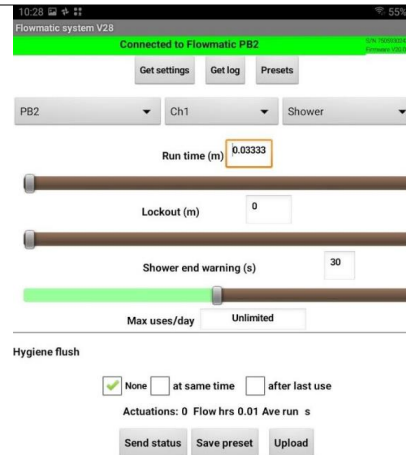 10:28 55%
Flowmatic system V28
Connected to Flowmatic PB2
Get settings Get log Presets
PB2 Ch1 Shower
Run time (m) 0.03333
Lockout (m) 0
Shower end warning (s) 30
Max uses/day Unlimited
Hygiene flush
None at same time after last use
Actuations: 0 Flow hrs 0.01 Ave run s
Send status Save preset Upload